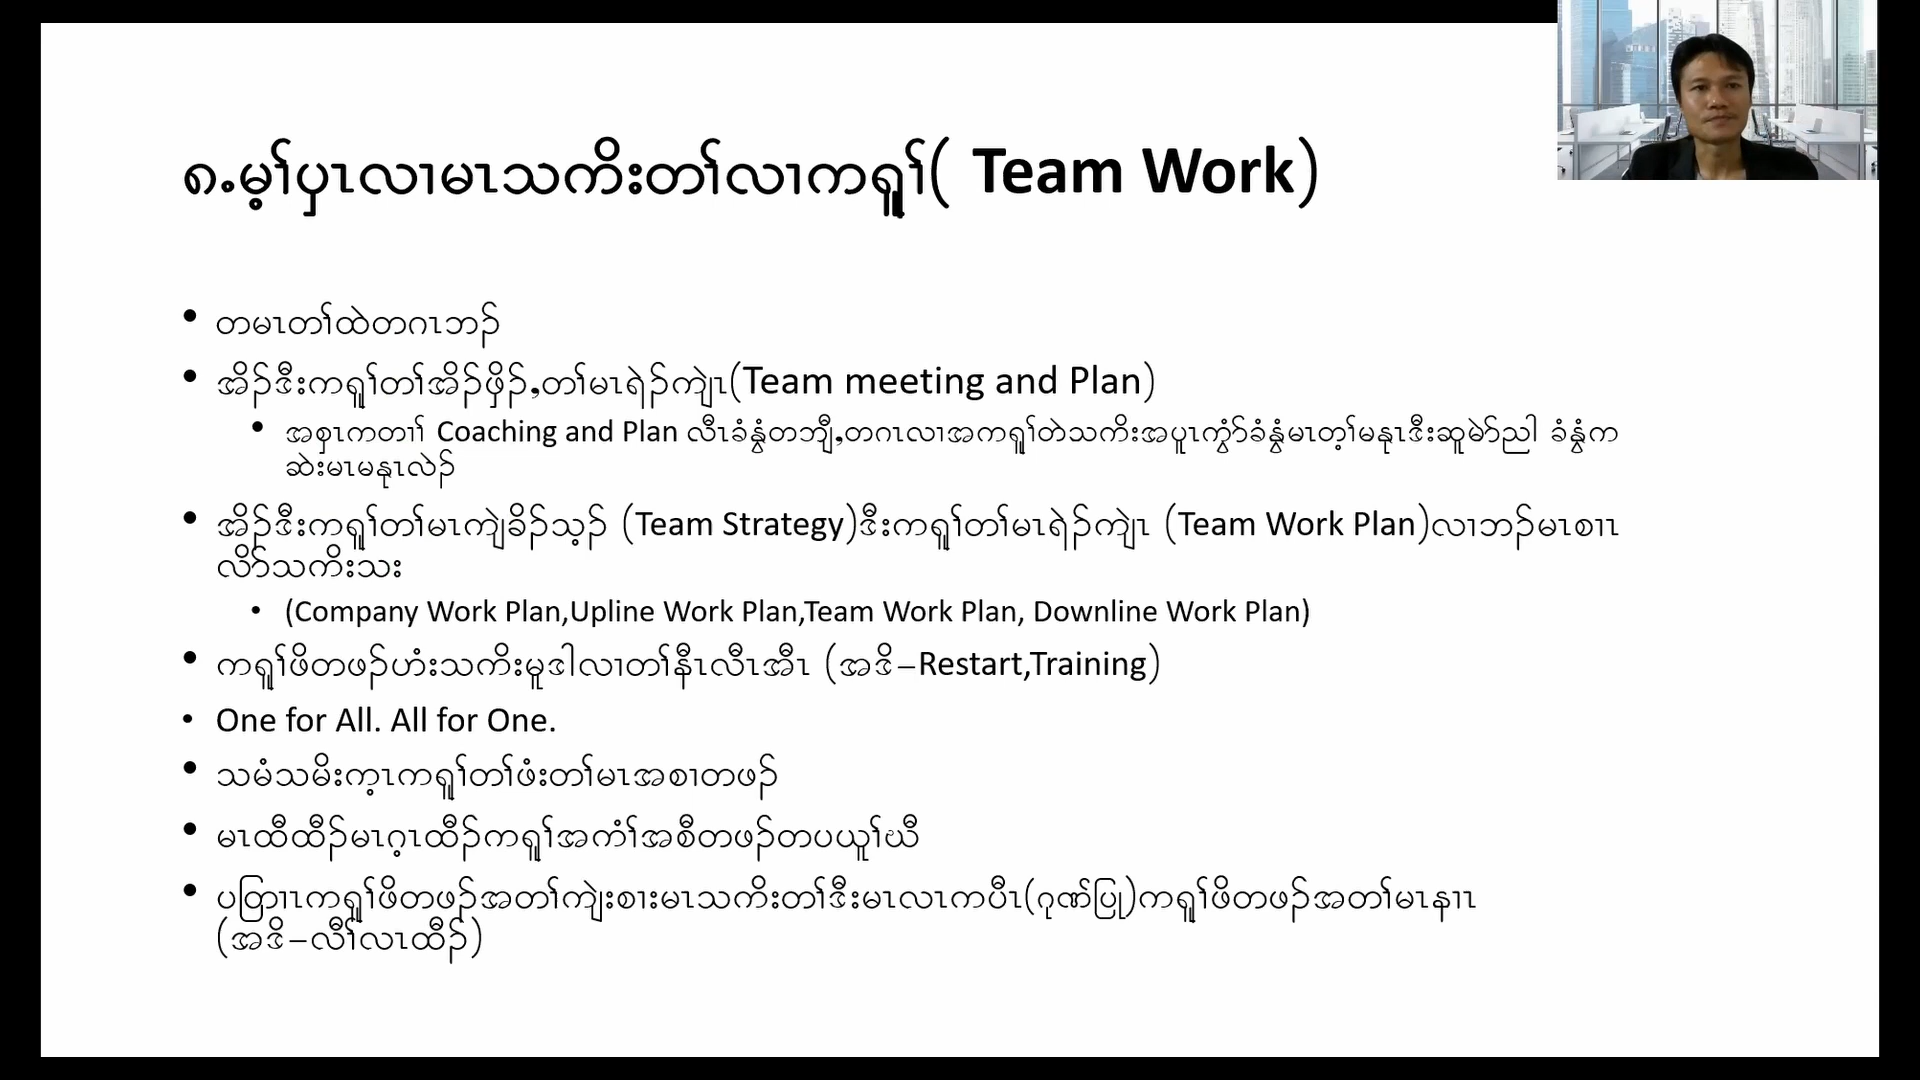 ၈.မ့ၢ်ပှၤလၢမၤသကိးတၢ်လၢကရူၢ်( Team Work)
• တမၤတၢ်ထဲတဂၤဘၣ်
• အိၣ်ဒီးကရူၢ်တၢ်အိၣ်ဖှိၣ်,တၢ်မၤရဲၣ်ကျဲၤ(Team meeting and Plan)
• အစှၤကတၢၢ် Coaching and Plan လီၤခံနွံတဘျီ,တဂၤလၢအကရူၢ်တဲသကိးအပူၤကွံာ်ခံနွံမၤတ့ၢ်မနုၤဒီးဆူမဲာ်ညါ ခံနွံက
ဆဲးမၤမနုၤလဲၣ်
• အိၣ်ဒီးကရူၢ်တၢ်မၤကျဲခိၣ်သ့ၣ် (Team Strategy)ဒီးကရူၢ်တၢ်မၤရဲၣ်ကျဲၤ (Team Work Plan)လၢဘၣ်မၤစၢၤ
လိာ်သကိးသး
• (Company Work Plan,Upline Work Plan,Team Work Plan, Downline Work Plan)
• ကရူၢ်ဖိတဖၣ်ဟံးသကိးမူဒါလၢတၢ်နီၤလီၤအီၤ (အဒိ–Restart,Training)
• One for All. All for One.
• သမံသမိးက့ၤကရူၢ်တၢ်ဖံးတၢ်မၤအစၢတဖၣ်
• မၤထီထီၣ်မၤဂ့ၤထီၣ်ကရူၢ်အကံၢ်အစီတဖၣ်တပယူၢ်ဃီ
• ပတြၢၤကရူၢ်ဖိတဖၣ်အတၢ်ကျဲးစၢးမၤသကိးတၢ်ဒီးမၤလၤကပီၤ(ဂုဏ်ပြု)ကရူၢ်ဖိတဖၣ်အတၢ်မၤနၢၤ
(အဒိ–လီၢ်လၤထီၣ်)